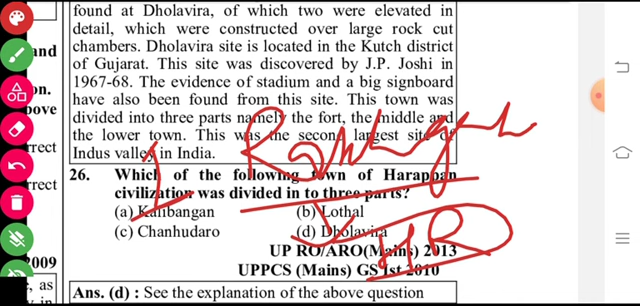 found at Dholavira, of which two were elevated in
detail, which were constructed over large rock cut
chambers. Dholavira site is located in the Kutch district
and
of Gujarat. This site was discovered by J.P. Joshi in
1967-68. The evidence of stadium and a big signboard
on.
have also been found from this site. This town was
ove
divided into three parts namely the fort, the middle and
the lower town. This was the second largest site of
rrect
Indus valley in India.
26. Which of the following town of Harappan
rrect
civilization was divided in to three parts?
(a) Kalibangan (b) Lothal
(c) Chanhudaro (d) Dholavira
UP RO/ARO(Mains) 2013
2009
UPPCS (Mains) GS Ist 2010
, as
Ans. (d) : See the explanation of the above question